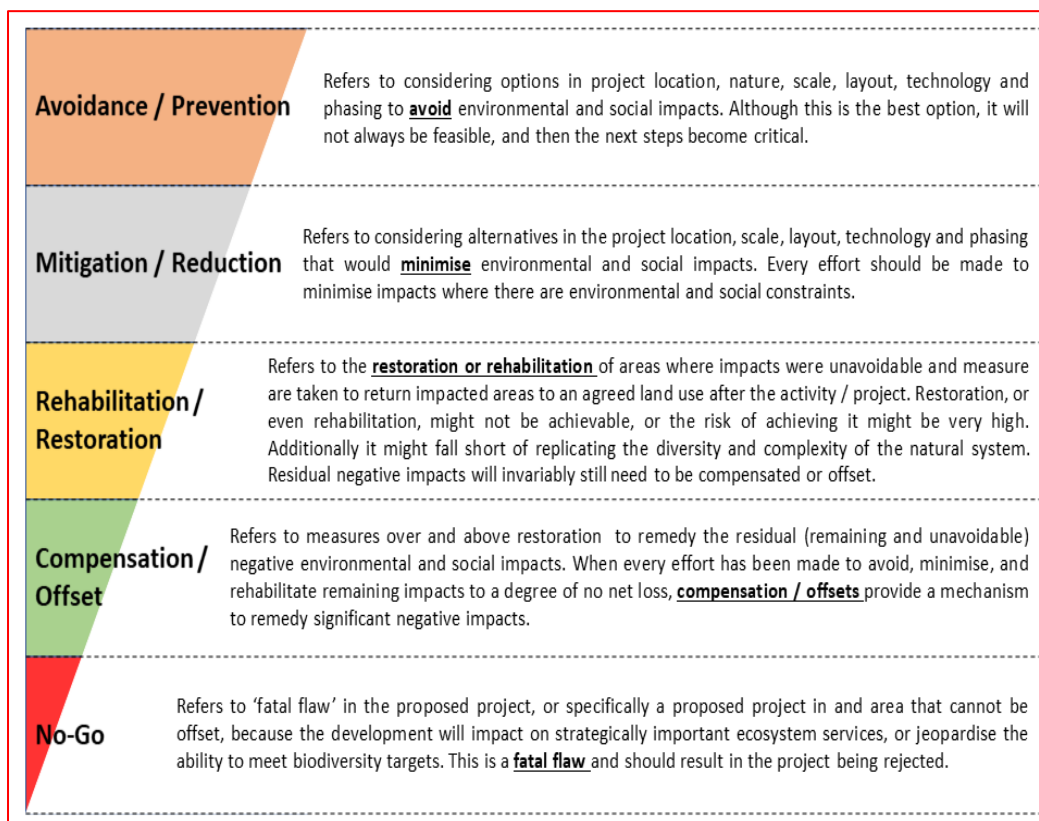 Avoidance / Prevention
Refers to considering options in project location, nature, scale, layout, technology and
phasing to avoid environmental and social impacts. Although this is the best option, it will
not always be feasible, and then the next steps become critical.
Mitigation / Reduction
Refers to considering alternatives in the project location, scale, layout, technology and phasing
that would minimise environmental and social impacts. Every effort should be made to
minimise impacts where there are environmental and social constraints.
Rehabilitation /
Restoration
Refers to the restoration or rehabilitation of areas where impacts were unavoidable and measure
are taken to return impacted areas to an agreed land use after the activity / project. Restoration, or
even rehabilitation, might not be achievable, or the risk of achieving it might be very high.
Additionally it might fall short of replicating the diversity and complexity of the natural system.
Residual negative impacts will invariably still need to be compensated or offset.
Compensation /
Offset
Refers to measures over and above restoration to remedy the residual (remaining and unavoidable)
negative environmental and social impacts. When every effort has been made to avoid, minimise, and
rehabilitate remaining impacts to a degree of no net loss, compensation / offsets provide a mechanism
to remedy significant negative impacts.
No-Go
Refers to ‘fatal flaw’ in the proposed project, or specifically a proposed project in and area that cannot be
offset, because the development will impact on strategically important ecosystem services, or jeopardise the
ability to meet biodiversity targets. This is a fatal flaw and should result in the project being rejected.